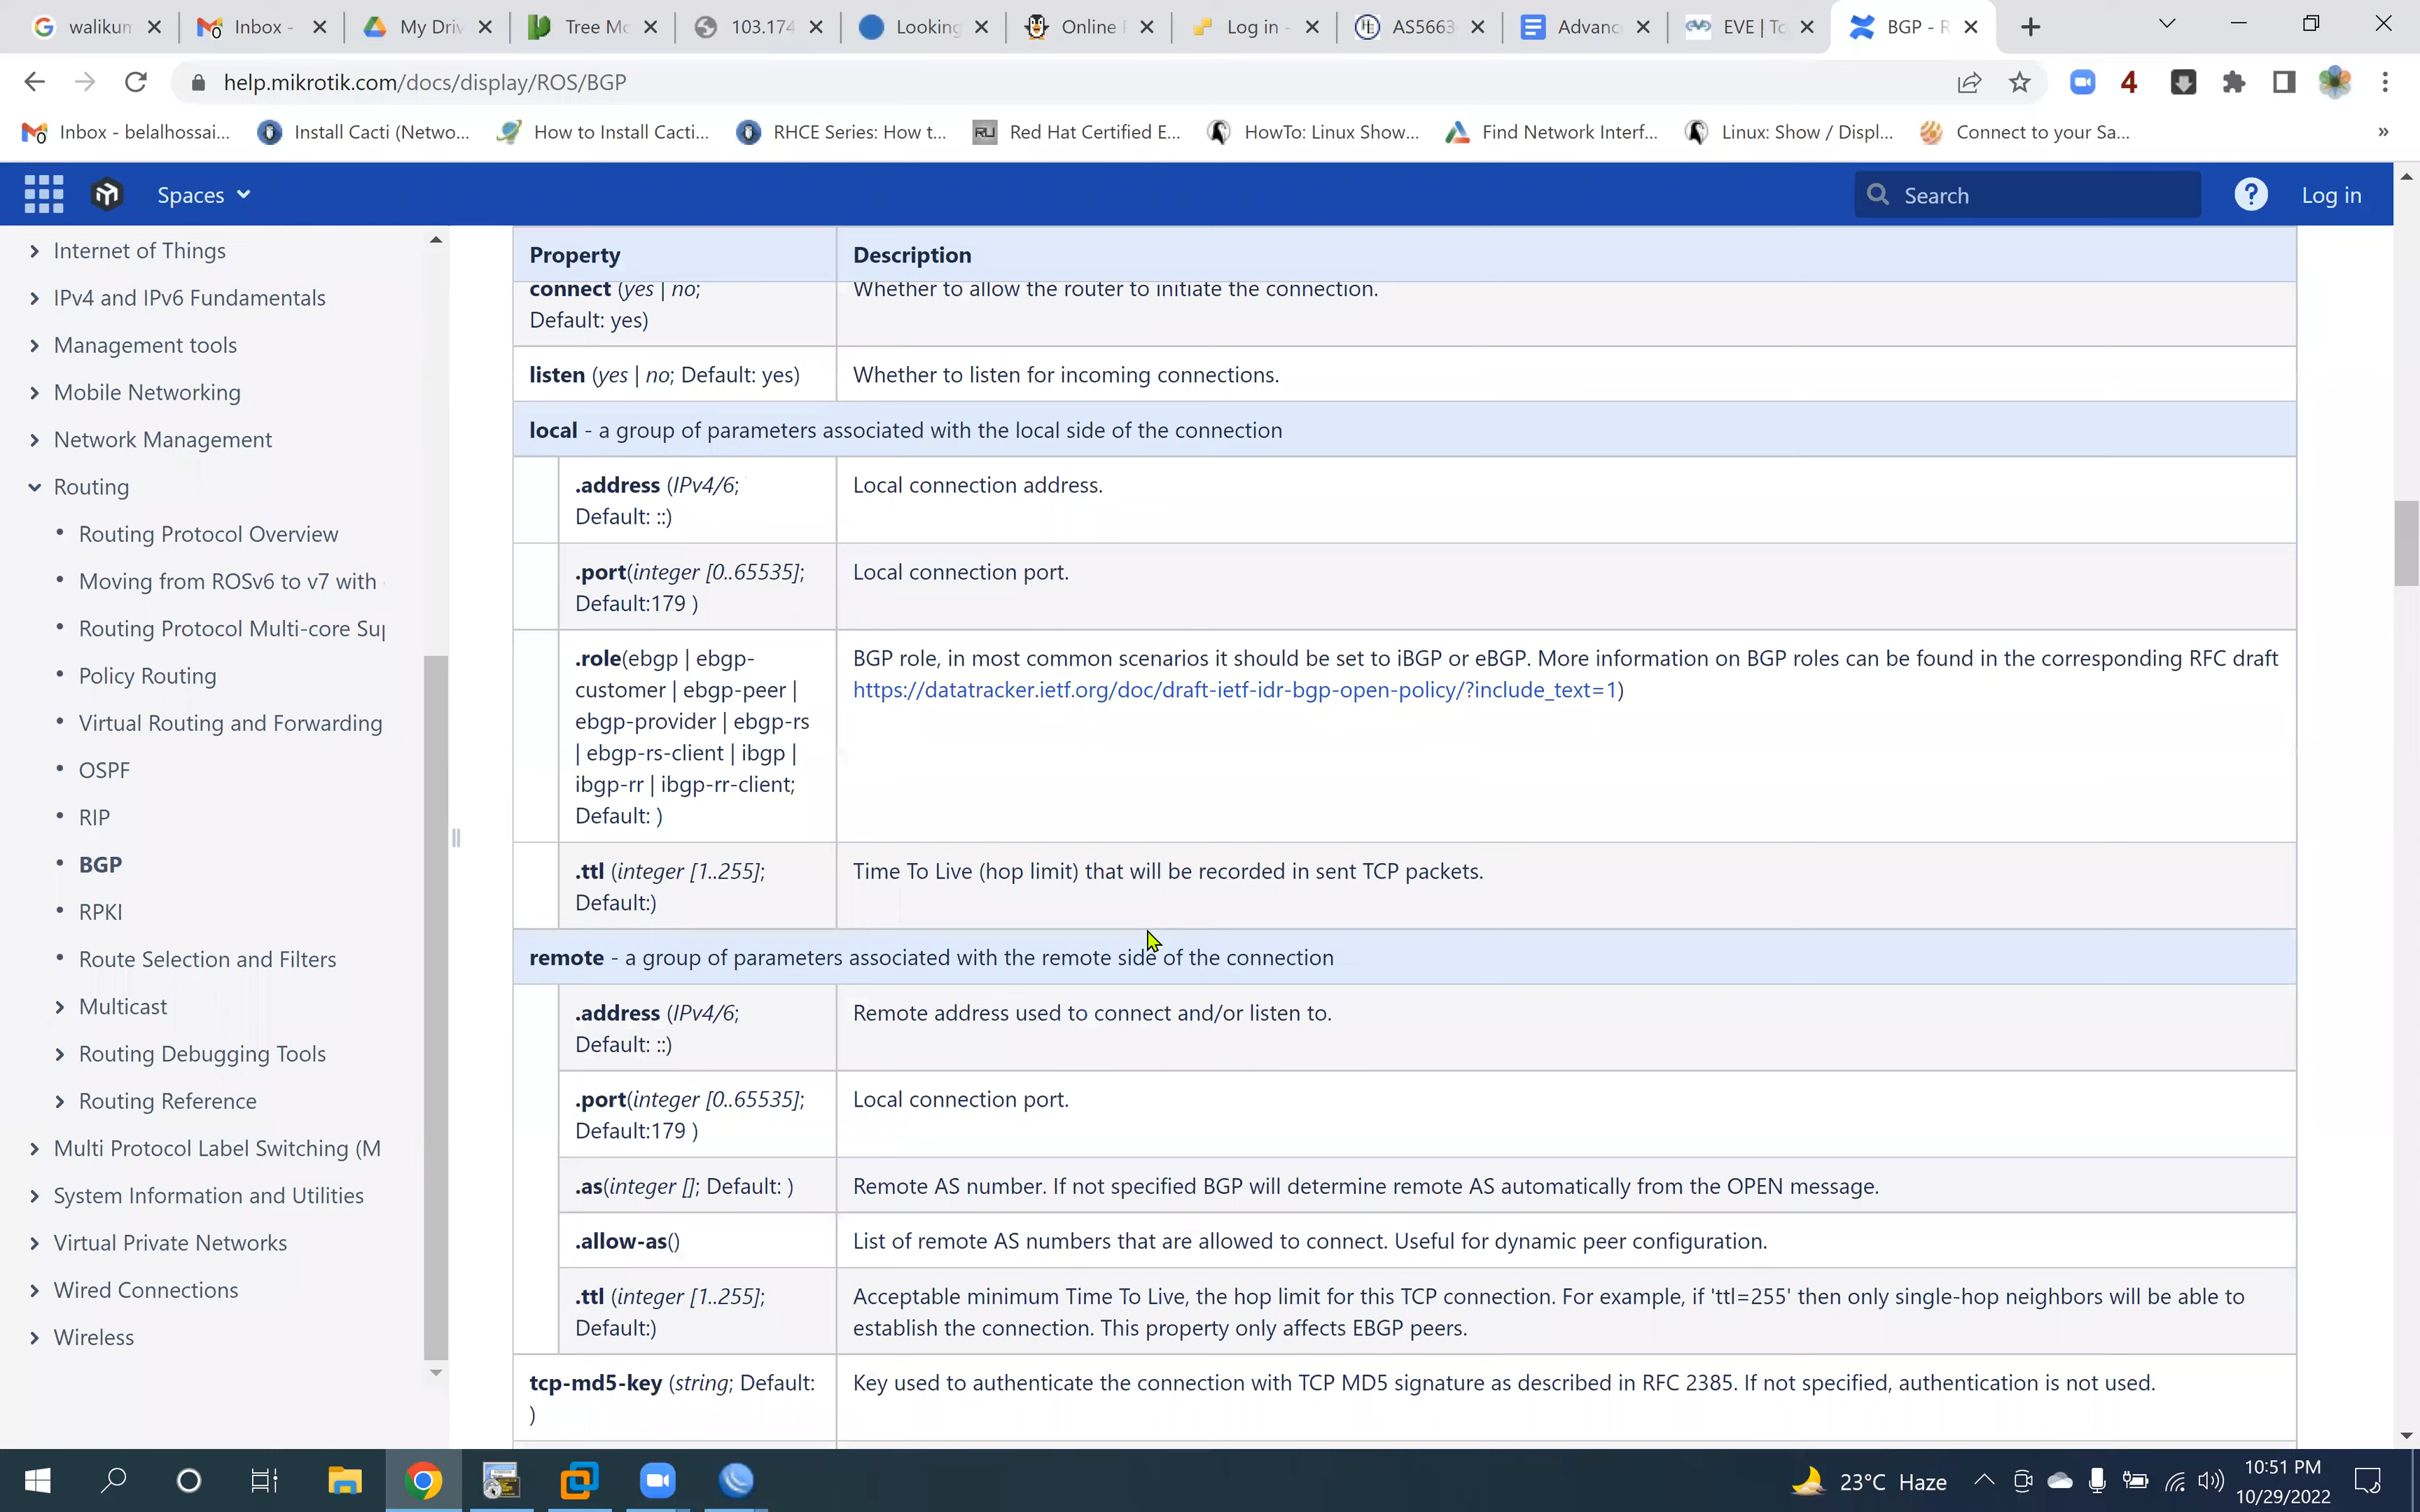 walikum
Inbox -
My Driv
Tree Mo
103.174
Looking
Online
Log in -
AS5663
Advanc
EVE | To
BGP - R
help.mikrotik.com/docs/display/ROS/BGP
4
Inbox - belalhossai...
Install Cacti (Netwo...
How to Install Cacti...
RHCE Series: How t...
Red Hat Certified E...
HowTo: Linux Show...
Find Network Interf...
Linux: Show / Displ...
Connect to your Sa...
»
Spaces
Search
Log in
Internet of Things
IPv4 and IPv6 Fundamentals
Management tools
Mobile Networking
Network Management
Routing
Routing Protocol Overview
Moving from ROSv6 to v7 with
Routing Protocol Multi-core Sup
Policy Routing
Virtual Routing and Forwarding
OSPF
RIP
BGP
RPKI
Route Selection and Filters
Multicast
Routing Debugging Tools
Routing Reference
Multi Protocol Label Switching (M
System Information and Utilities
Virtual Private Networks
Wired Connections
Wireless
Property
Description
connect (yes | no;
Default: yes)
Whether to allow the router to initiate the connection.
listen (yes | no; Default: yes)
Whether to listen for incoming connections.
local - a group of parameters associated with the local side of the connection
.address (IPv4/6;
Default: ::)
Local connection address.
.port(integer [0..65535];
Default:179 )
Local connection port.
.role(ebgp | ebgp-
customer | ebgp-peer |
ebgp-provider | ebgp-rs
| ebgp-rs-client | ibgp |
ibgp-rr | ibgp-rr-client;
Default: )
BGP role, in most common scenarios it should be set to iBGP or eBGP. More information on BGP roles can be found in the corresponding RFC draft
https://datatracker.ietf.org/doc/draft-ietf-idr-bgp-open-policy/?include_text=1)
.ttl (integer [1..255];
Default:)
Time To Live (hop limit) that will be recorded in sent TCP packets.
remote - a group of parameters associated with the remote side of the connection
.address (IPv4/6;
Default: ::)
Remote address used to connect and/or listen to.
.port(integer [0..65535];
Default:179 )
Local connection port.
.as(integer []; Default: )
Remote AS number. If not specified BGP will determine remote AS automatically from the OPEN message.
.allow-as()
List of remote AS numbers that are allowed to connect. Useful for dynamic peer configuration.
.ttl (integer [1..255];
Default:)
Acceptable minimum Time To Live, the hop limit for this TCP connection. For example, if 'ttl=255' then only single-hop neighbors will be able to
establish the connection. This property only affects EBGP peers.
tcp-md5-key (string; Default:
)
Key used to authenticate the connection with TCP MD5 signature as described in RFC 2385. If not specified, authentication is not used.
23°C Haze
10:51 PM
10/29/2022